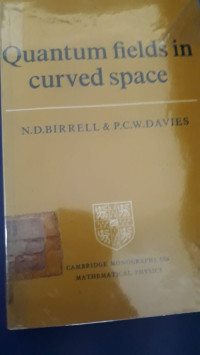 Quantum fields in
curved space
N.D.BIRRELL & P.C.W.DAVIES
CAMBRIDGE MONOGRAPHS ON
MATHEMATICAL PHYSICS